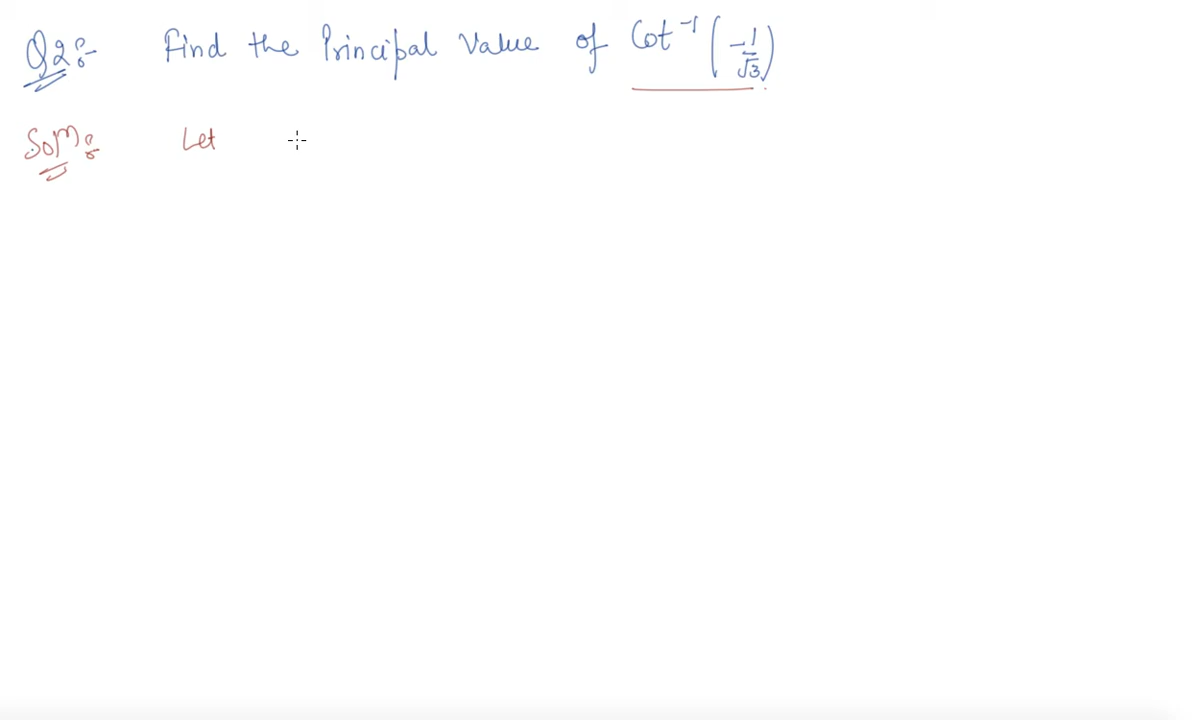 Q2:- Find the Principal Value of Cot⁻¹(-1/√3)
Soln: Let